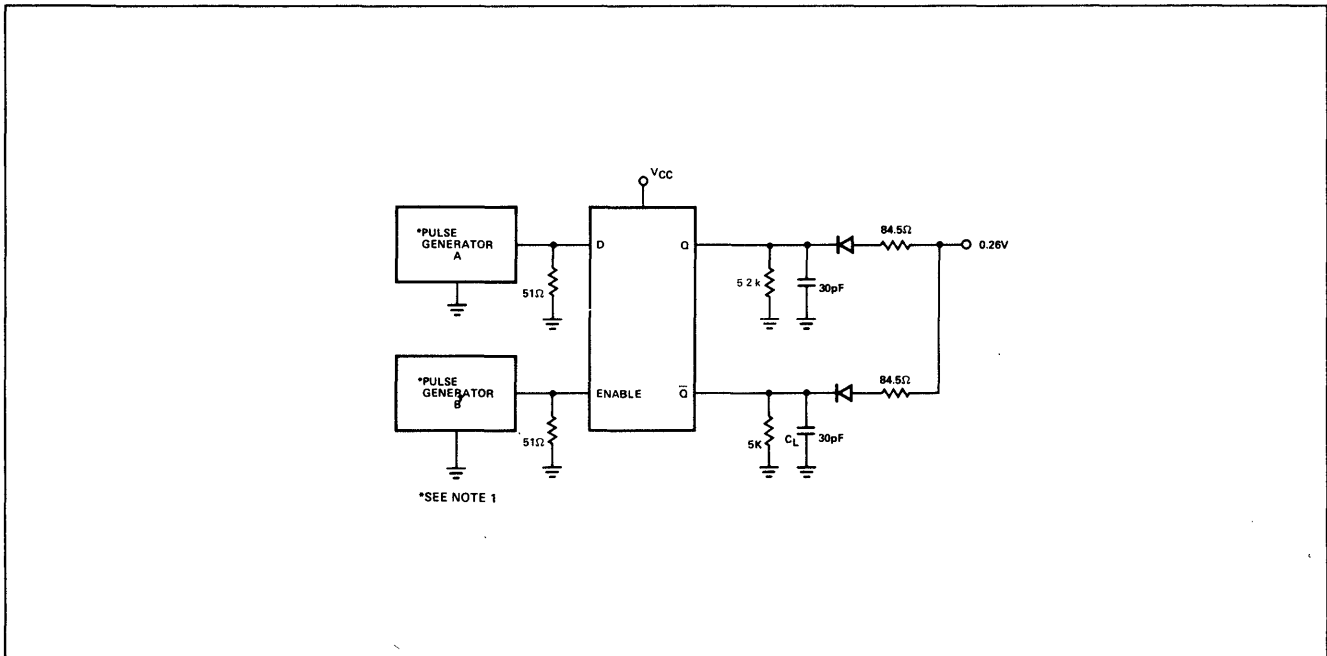 VCC
*PULSE
GENERATOR
A
51Ω
D
Q
5 2 k
30pF
84.5Ω
0.26V
*PULSE
GENERATOR
B
51Ω
ENABLE
Q̄
5K
CL
30pF
84.5Ω
*SEE NOTE 1